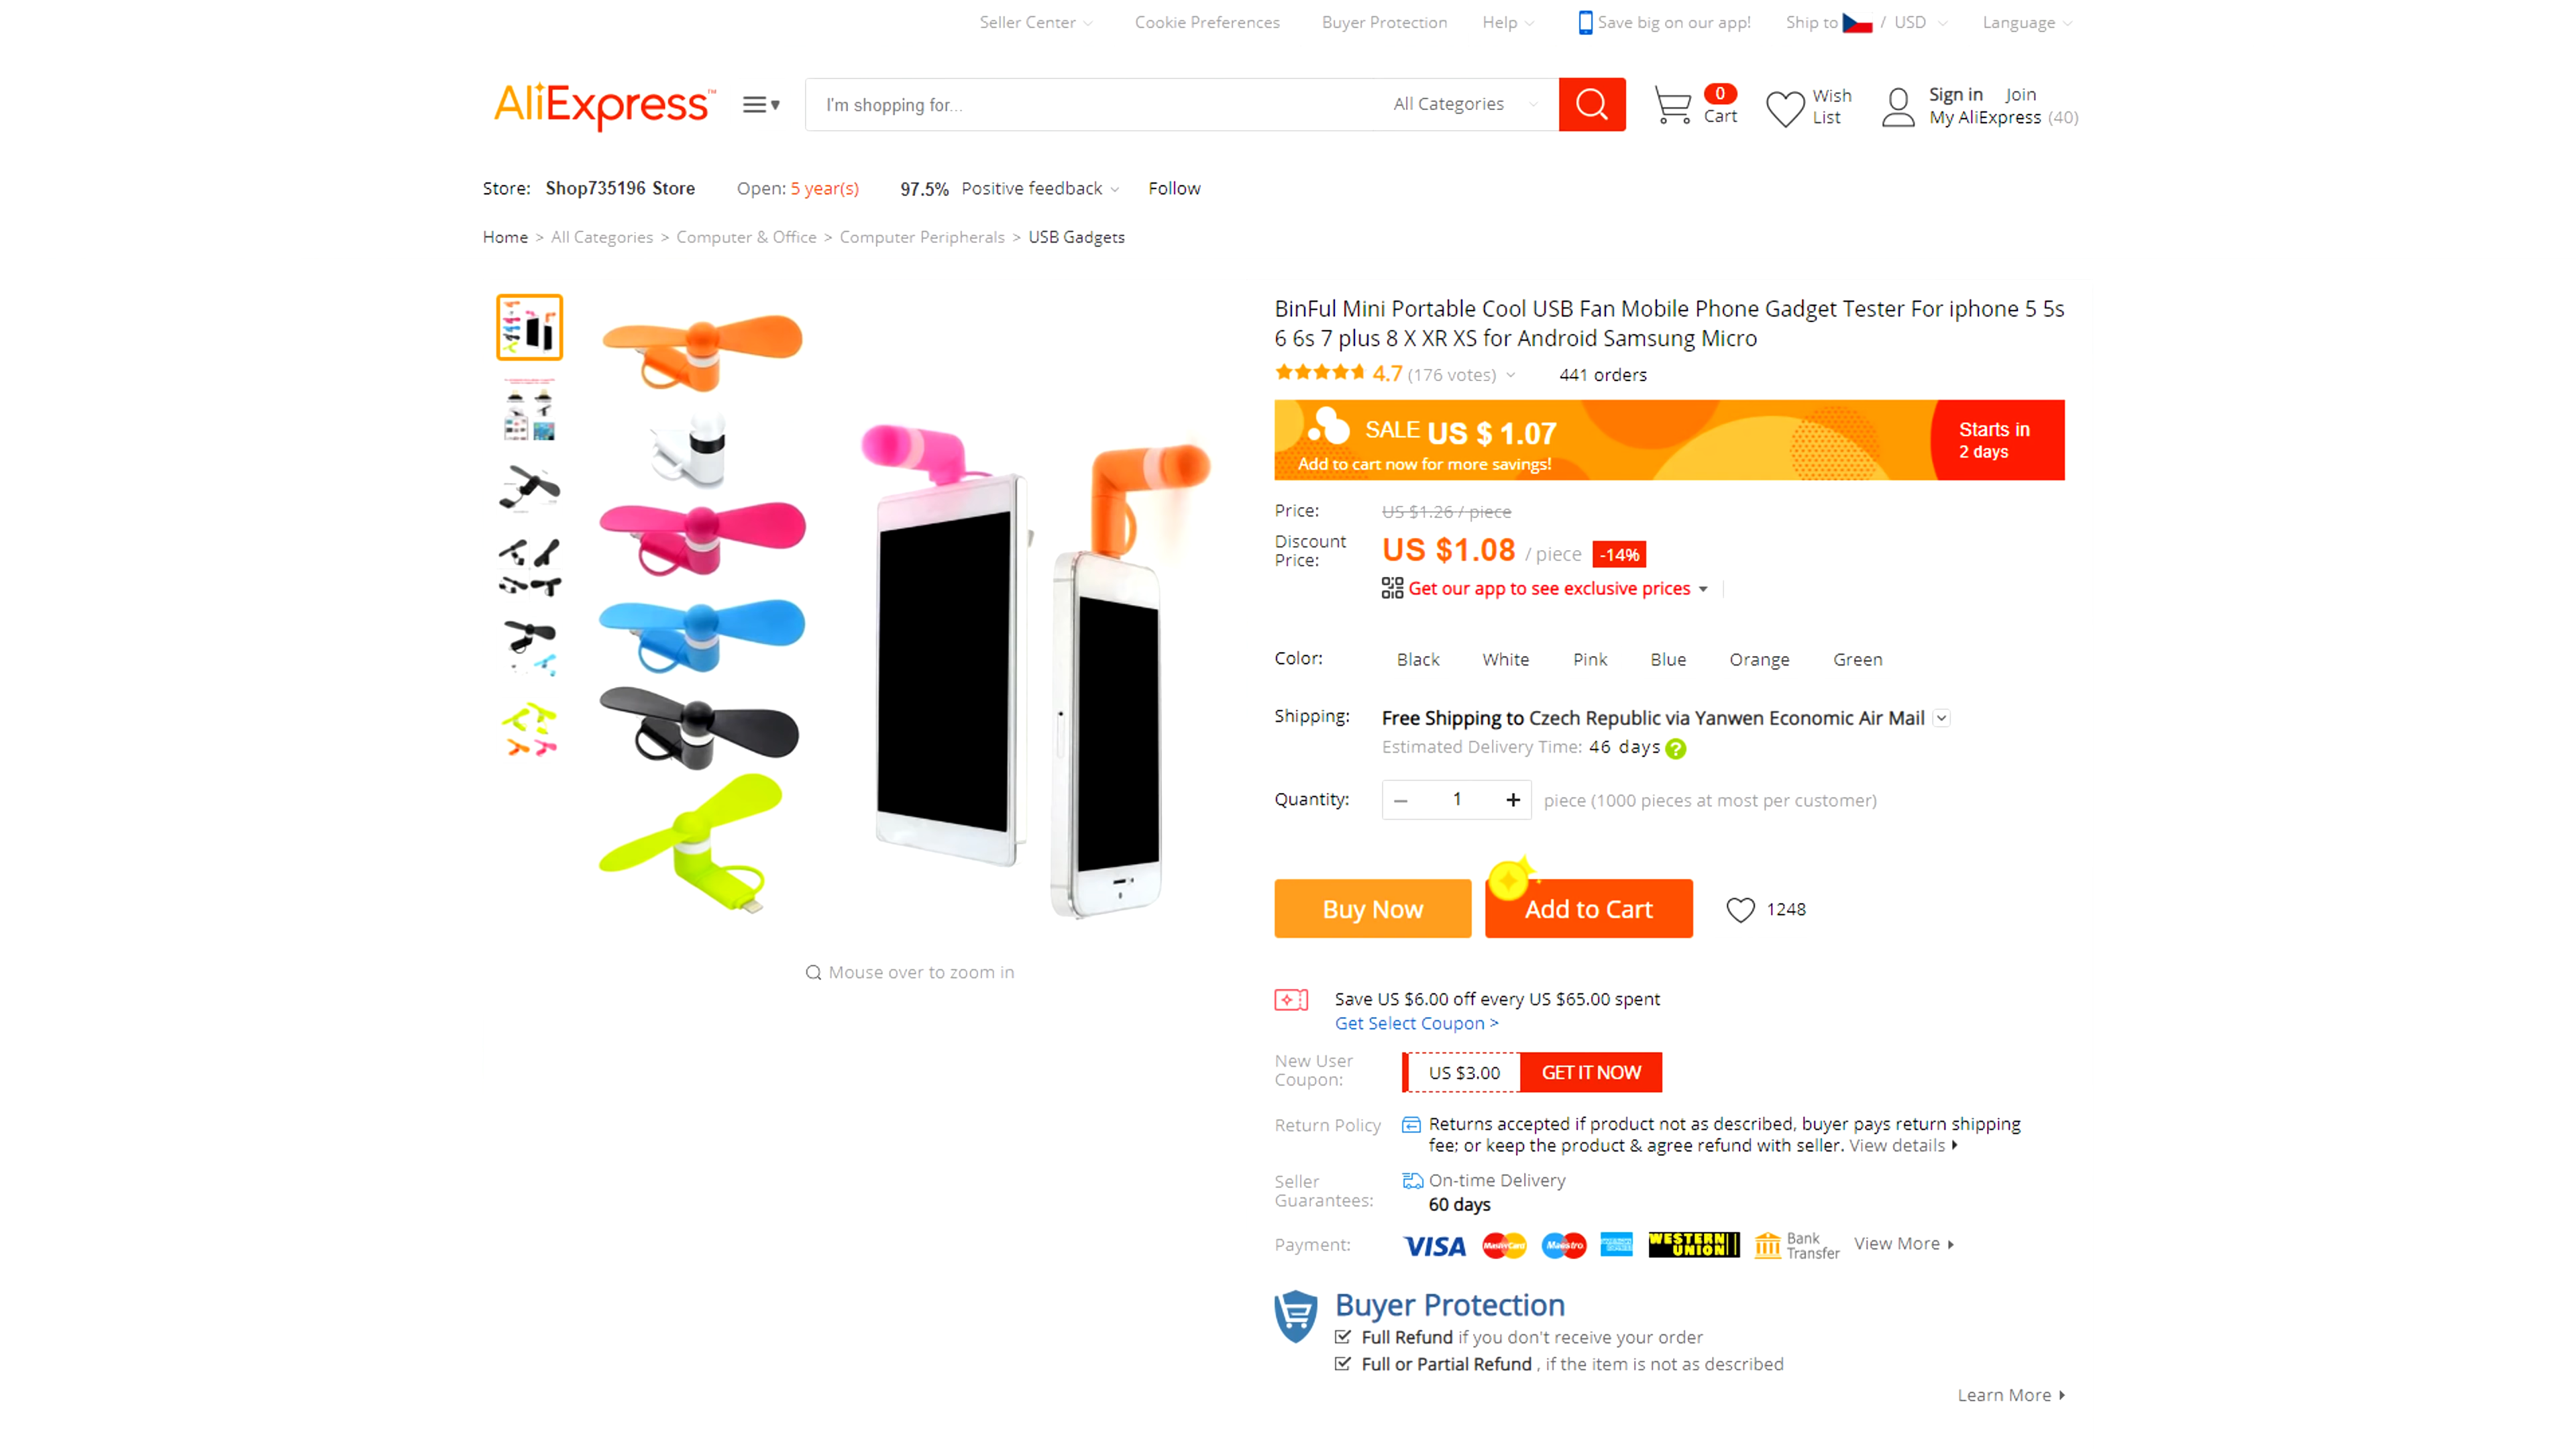 Seller Center
Cookie Preferences
Buyer Protection
Help
Save big on our app!
Ship to / USD
Language
AliExpress™
I'm shopping for...
All Categories
0
Cart
Wish
List
Sign in Join
My AliExpress (40)
Store: Shop735196 Store Open: 5 year(s) 97.5% Positive feedback Follow
Home > All Categories > Computer & Office > Computer Peripherals > USB Gadgets
BinFul Mini Portable Cool USB Fan Mobile Phone Gadget Tester For iphone 5 5s
6 6s 7 plus 8 X XR XS for Android Samsung Micro
4.7 (176 votes) 441 orders
SALE US $ 1.07
Add to cart now for more savings!
Starts in
2 days
Price: US $1.26 / piece
Discount
Price:
US $1.08 / piece -14%
Get our app to see exclusive prices
Color: Black White Pink Blue Orange Green
Shipping: Free Shipping to Czech Republic via Yanwen Economic Air Mail
Estimated Delivery Time: 46 days ?
Quantity: – 1 + piece (1000 pieces at most per customer)
Buy Now
Add to Cart
1248
Mouse over to zoom in
Save US $6.00 off every US $65.00 spent
Get Select Coupon >
New User
Coupon:
US $3.00 GET IT NOW
Return Policy
Returns accepted if product not as described, buyer pays return shipping
fee; or keep the product & agree refund with seller. View details
Seller
Guarantees:
On-time Delivery
60 days
Payment: VISA MasterCard Maestro AMERICAN EXPRESS WESTERN UNION Bank Transfer View More
Buyer Protection
Full Refund if you don't receive your order
Full or Partial Refund , if the item is not as described
Learn More